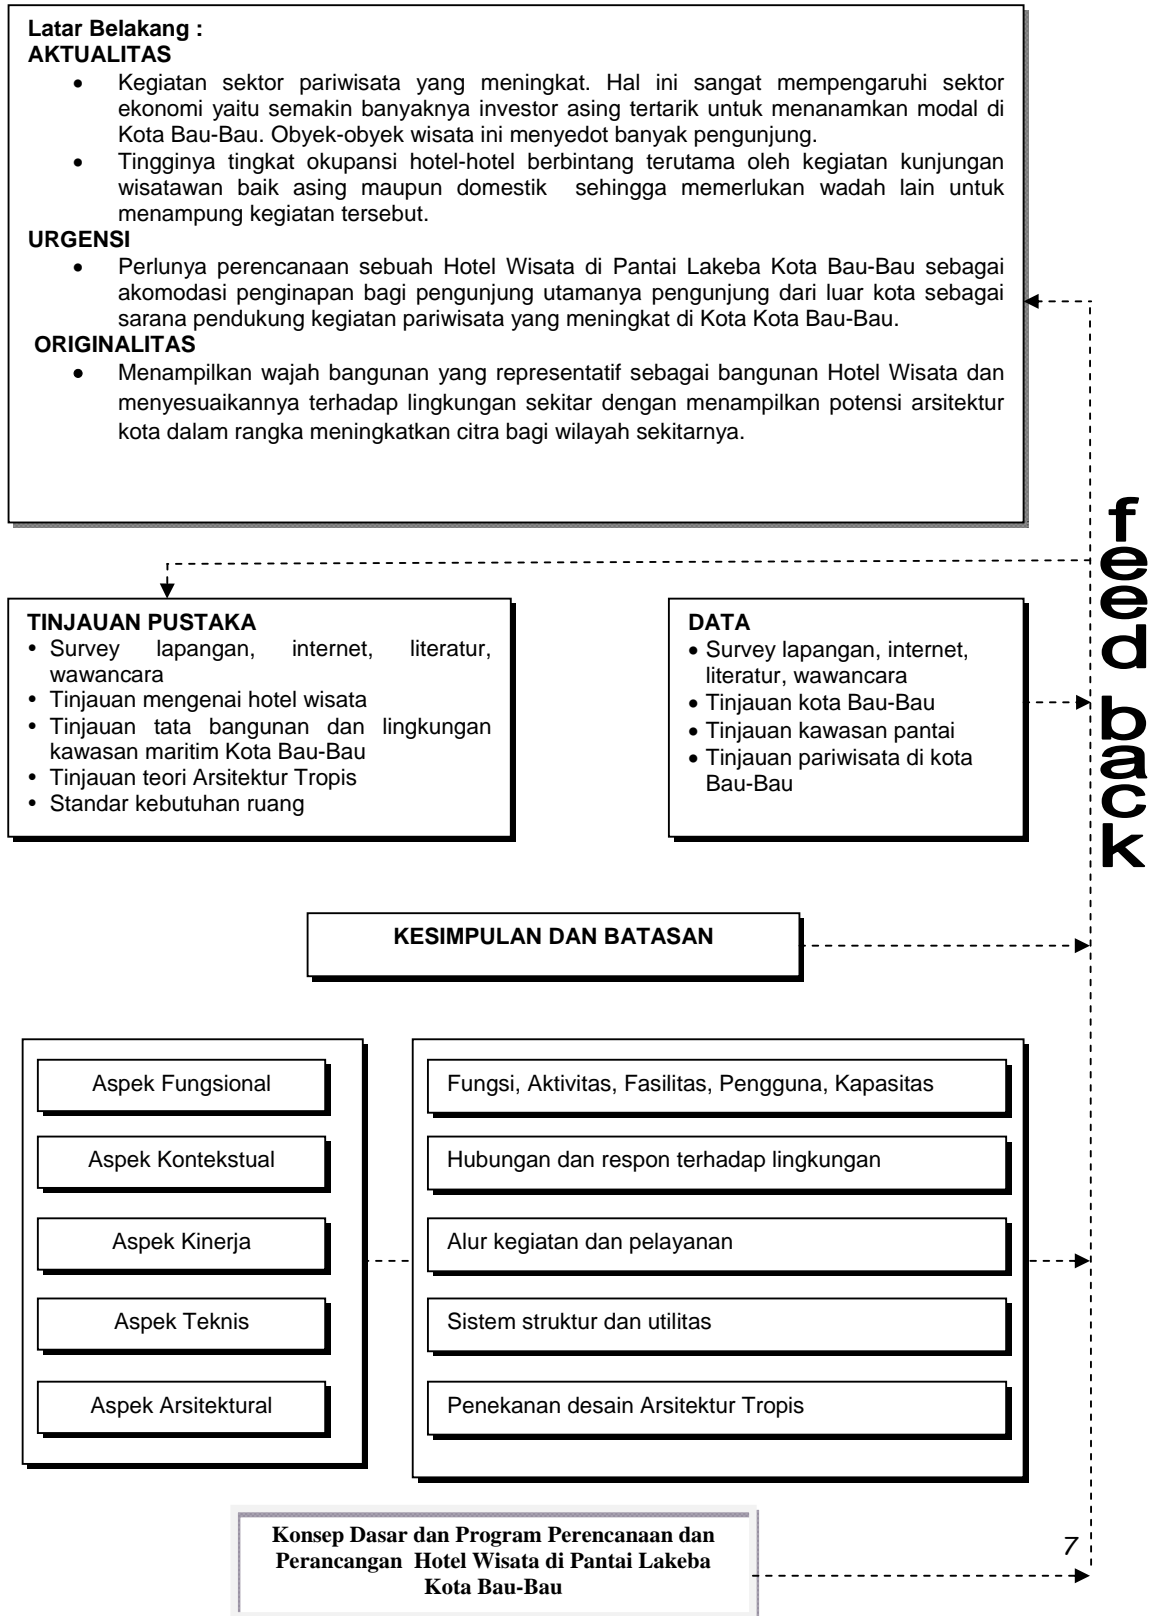 Latar Belakang :
AKTUALITAS
• Kegiatan sektor pariwisata yang meningkat. Hal ini sangat mempengaruhi sektor
ekonomi yaitu semakin banyaknya investor asing tertarik untuk menanamkan modal di
Kota Bau-Bau. Obyek-obyek wisata ini menyedot banyak pengunjung.
• Tingginya tingkat okupansi hotel-hotel berbintang terutama oleh kegiatan kunjungan
wisatawan baik asing maupun domestik sehingga memerlukan wadah lain untuk
menampung kegiatan tersebut.
URGENSI
• Perlunya perencanaan sebuah Hotel Wisata di Pantai Lakeba Kota Bau-Bau sebagai
akomodasi penginapan bagi pengunjung utamanya pengunjung dari luar kota sebagai
sarana pendukung kegiatan pariwisata yang meningkat di Kota Kota Bau-Bau.
ORIGINALITAS
• Menampilkan wajah bangunan yang representatif sebagai bangunan Hotel Wisata dan
menyesuaikannya terhadap lingkungan sekitar dengan menampilkan potensi arsitektur
kota dalam rangka meningkatkan citra bagi wilayah sekitarnya.
feed back
TINJAUAN PUSTAKA
• Survey lapangan, internet, literatur,
wawancara
• Tinjauan mengenai hotel wisata
• Tinjauan tata bangunan dan lingkungan
kawasan maritim Kota Bau-Bau
• Tinjauan teori Arsitektur Tropis
• Standar kebutuhan ruang
DATA
• Survey lapangan, internet,
literatur, wawancara
• Tinjauan kota Bau-Bau
• Tinjauan kawasan pantai
• Tinjauan pariwisata di kota
Bau-Bau
KESIMPULAN DAN BATASAN
Aspek Fungsional
Fungsi, Aktivitas, Fasilitas, Pengguna, Kapasitas
Aspek Kontekstual
Hubungan dan respon terhadap lingkungan
Aspek Kinerja
Alur kegiatan dan pelayanan
Aspek Teknis
Sistem struktur dan utilitas
Aspek Arsitektural
Penekanan desain Arsitektur Tropis
Konsep Dasar dan Program Perencanaan dan
Perancangan Hotel Wisata di Pantai Lakeba
Kota Bau-Bau
7